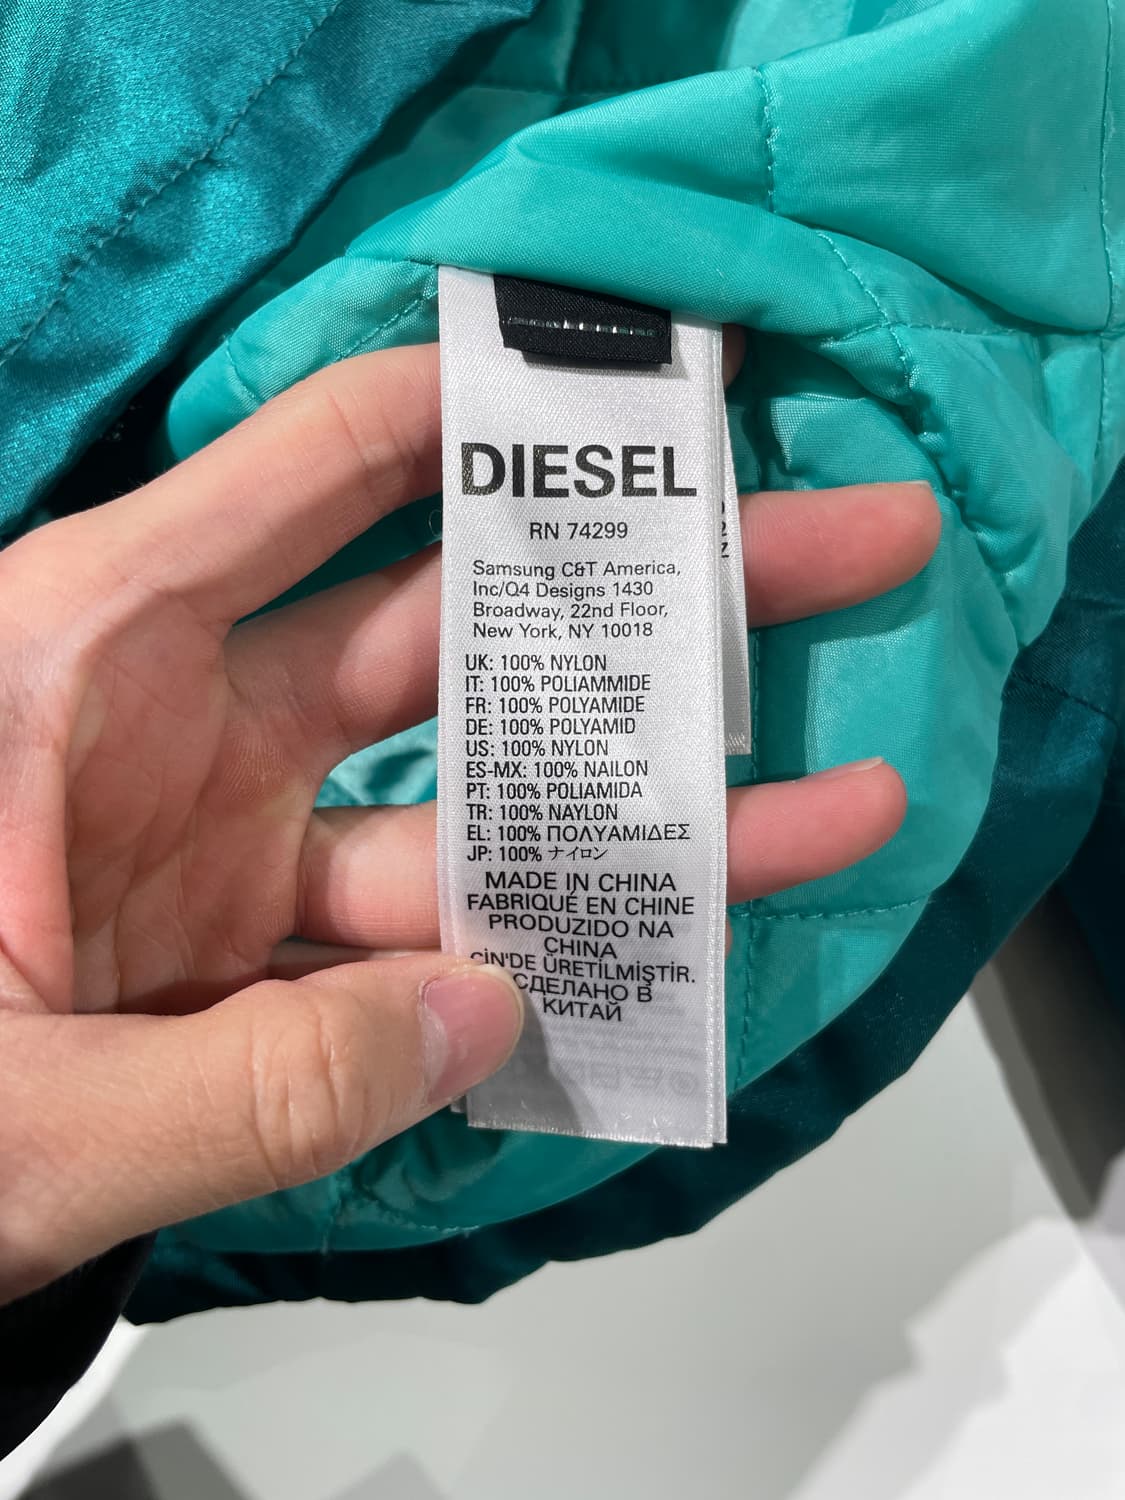 DIESEL
RN 74299
Samsung C&T America,
Inc/Q4 Designs 1430
Broadway, 22nd Floor,
New York, NY 10018
UK: 100% NYLON
IT: 100% POLIAMMIDE
FR: 100% POLYAMIDE
DE: 100% POLYAMID
US: 100% NYLON
ES-MX: 100% NAILON
PT: 100% POLIAMIDA
TR: 100% NAYLON
EL: 100% ΠΟΛΥΑΜΙΔΕΣ
JP: 100% ナイロン
MADE IN CHINA
FABRIQUÉ EN CHINE
PRODUZIDO NA
CHINA
ÇİN'DE ÜRETİLMİŞTİR.
СДЕЛАНО В
КИТАЙ